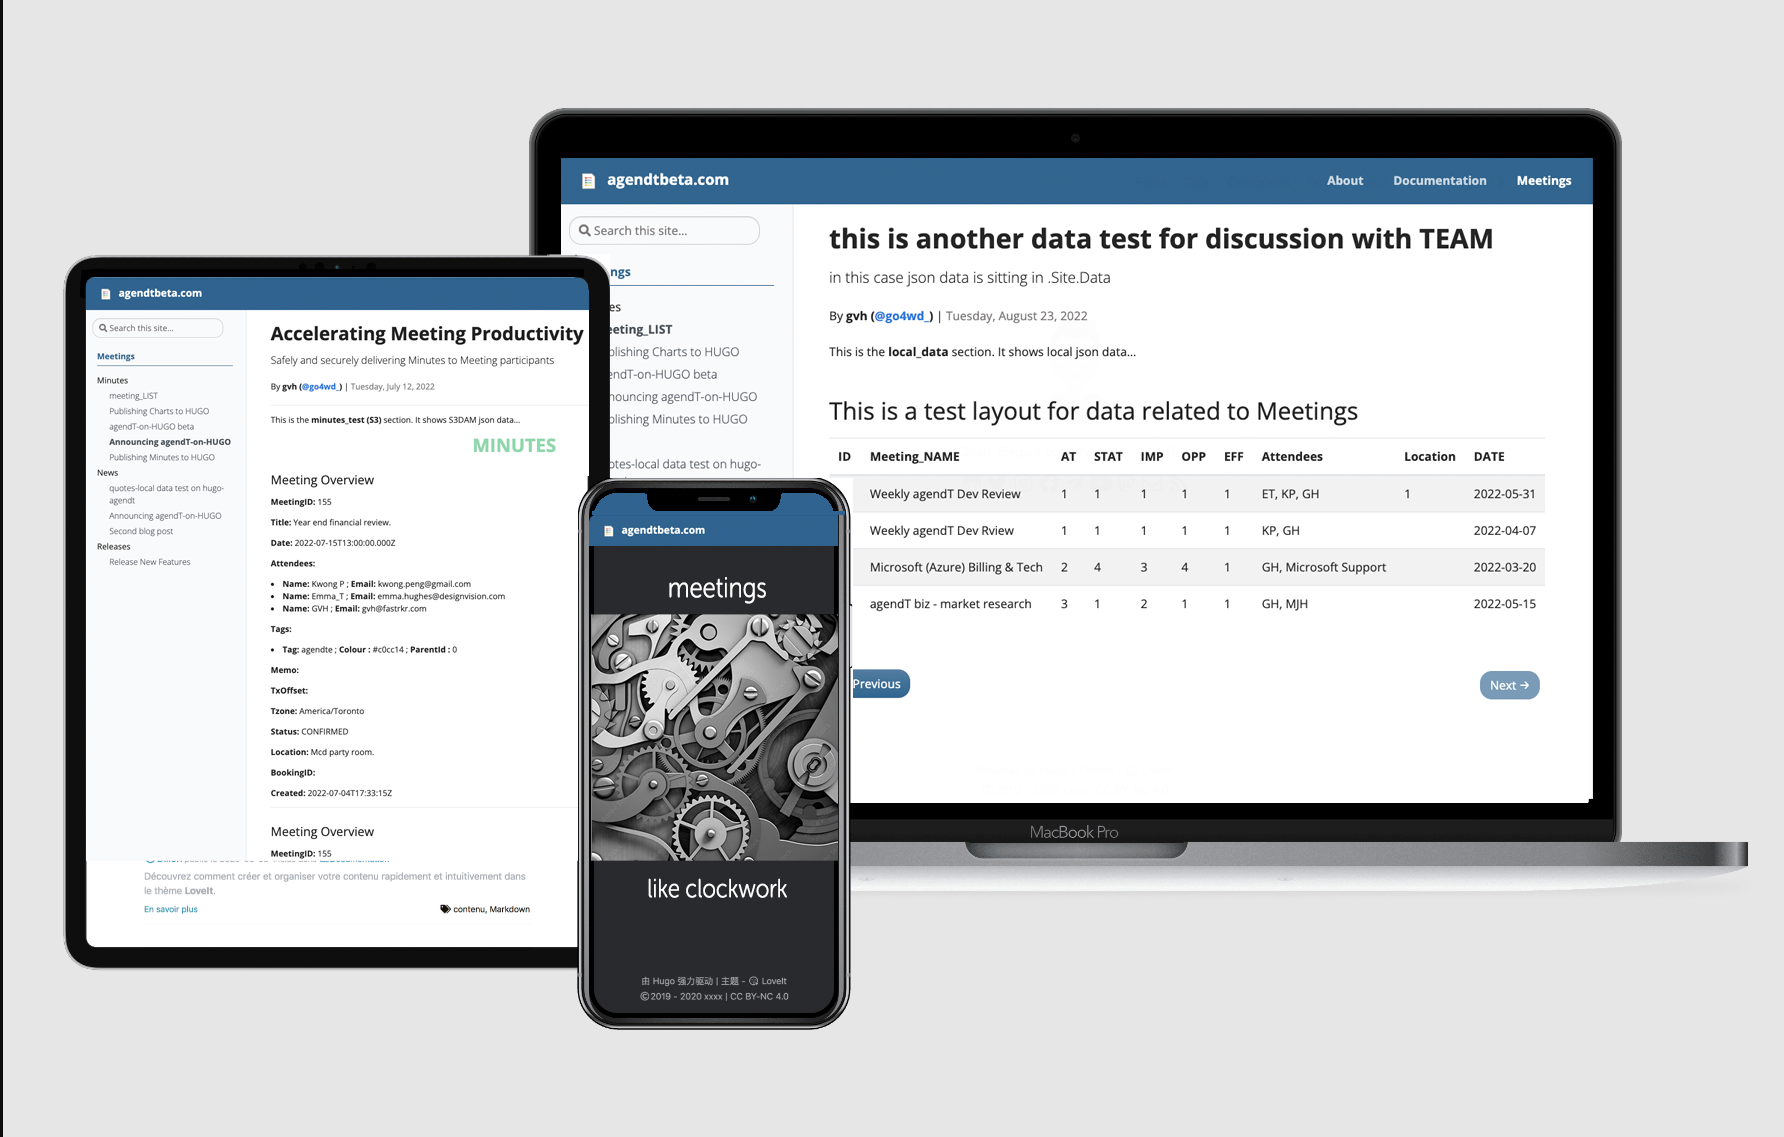 agendtbeta.com
About
Documentation
Meetings
Search this site...
ngs
es
eeting_LIST
blishing Charts to HUGO
endT-on-HUGO beta
nouncing agendT-on-HUGO
blishing Minutes to HUGO
otes-local data test on hugo-
this is another data test for discussion with TEAM
in this case json data is sitting in .Site.Data
By gvh (@go4wd_) | Tuesday, August 23, 2022
This is the local_data section. It shows local json data...
This is a test layout for data related to Meetings
ID Meeting_NAME AT STAT IMP OPP EFF Attendees Location DATE
Weekly agendT Dev Review 1 1 1 1 1 ET, KP, GH 1 2022-05-31
Weekly agendT Dev Rview 1 1 1 1 1 KP, GH 2022-04-07
Microsoft (Azure) Billing & Tech 2 4 3 4 1 GH, Microsoft Support 2022-03-20
agendT biz - market research 3 1 2 1 1 GH, MJH 2022-05-15
Previous
Next →
MacBook Pro
agendtbeta.com
Search this site...
Meetings
Minutes
meeting_LIST
Publishing Charts to HUGO
agendT-on-HUGO beta
Announcing agendT-on-HUGO
Publishing Minutes to HUGO
News
quotes-local data test on hugo-
agendt
Announcing agendT-on-HUGO
Second blog post
Releases
Release New Features
Accelerating Meeting Productivity
Safely and securely delivering Minutes to Meeting participants
By gvh (@go4wd_) | Tuesday, July 12, 2022
This is the minutes_test (S3) section. It shows S3DAM json data...
MINUTES
Meeting Overview
MeetingID: 155
Title: Year end financial review.
Date: 2022-07-15T13:00:00.000Z
Attendees:
• Name: Kwong P ; Email: kwong.peng@gmail.com
• Name: Emma_T ; Email: emma.hughes@designvision.com
• Name: GVH ; Email: gvh@fastrkr.com
Tags:
• Tag: agendte ; Colour : #c0cc14 ; ParentId : 0
Memo:
TxOffset:
Tzone: America/Toronto
Status: CONFIRMED
Location: Mcd party room.
BookingID:
Created: 2022-07-04T17:33:15Z
Meeting Overview
MeetingID: 155
Découvrez comment créer et organiser votre contenu rapidement et intuitivement dans
le thème LoveIt.
En savoir plus
contenu, Markdown
agendtbeta.com
meetings
like clockwork
由 Hugo 强力驱动 | 主题 - LoveIt
©2019 - 2020 xxxx | CC BY-NC 4.0